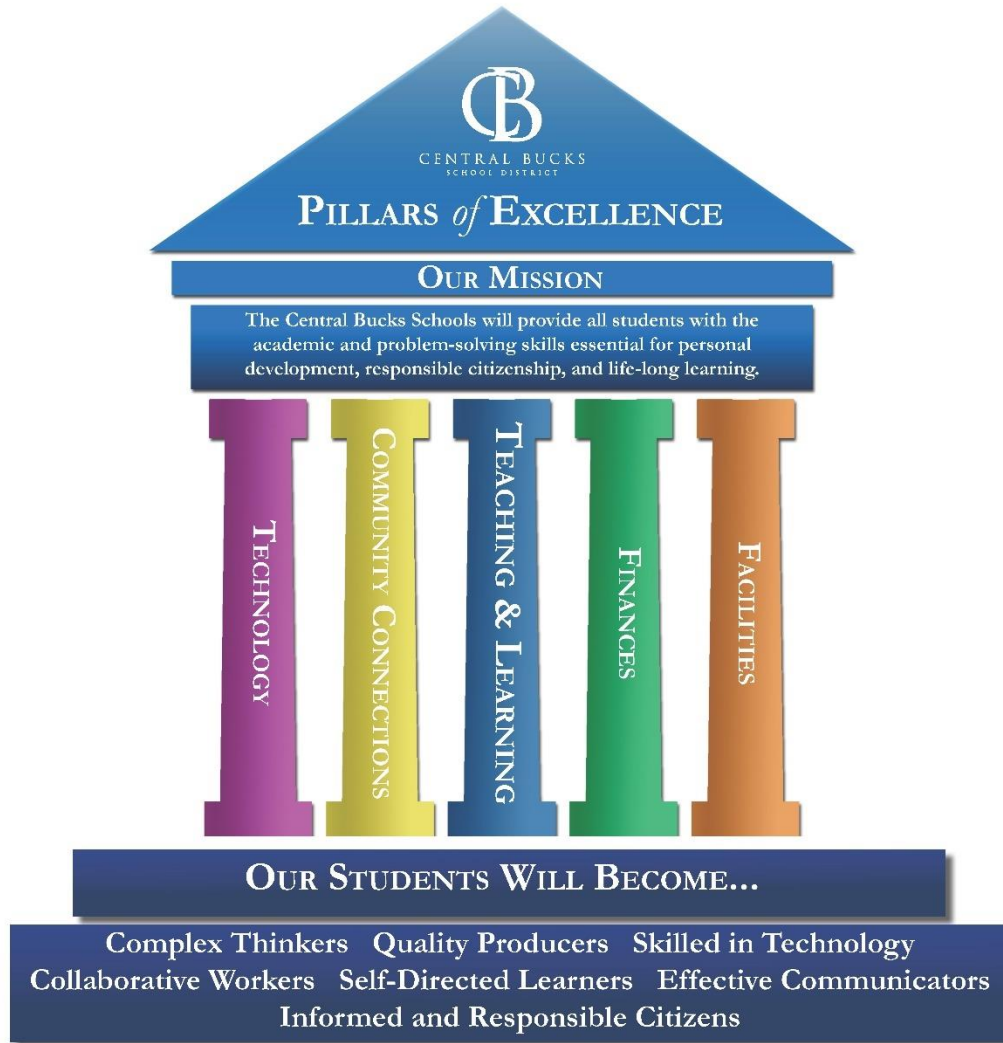 CB
CENTRAL BUCKS
SCHOOL DISTRICT
PILLARS of EXCELLENCE
OUR MISSION
The Central Bucks Schools will provide all students with the
academic and problem-solving skills essential for personal
development, responsible citizenship, and life-long learning.
TECHNOLOGY
COMMUNITY CONNECTIONS
TEACHING & LEARNING
FINANCES
FACILITIES
OUR STUDENTS WILL BECOME...
Complex Thinkers Quality Producers Skilled in Technology
Collaborative Workers Self-Directed Learners Effective Communicators
Informed and Responsible Citizens